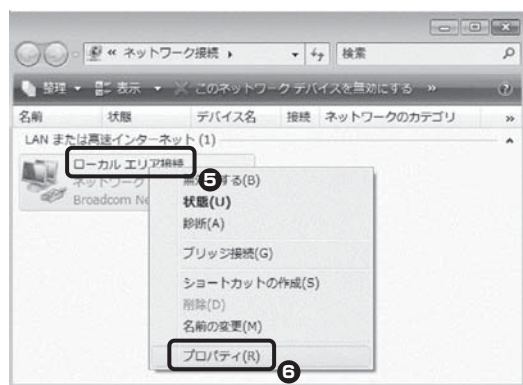 « ネットワーク接続 ▸ 検索
整理 ▼ 表示 ▼ このネットワーク デバイスを無効にする » ?
名前 状態 デバイス名 接続 ネットワークのカテゴリ »
LAN または高速インターネット (1)
ローカル エリア接続
ネットワーク
Broadcom Ne
5
する(B)
状態(U)
診断(A)
ブリッジ接続(G)
ショートカットの作成(S)
削除(D)
名前の変更(M)
プロパティ(R)
6